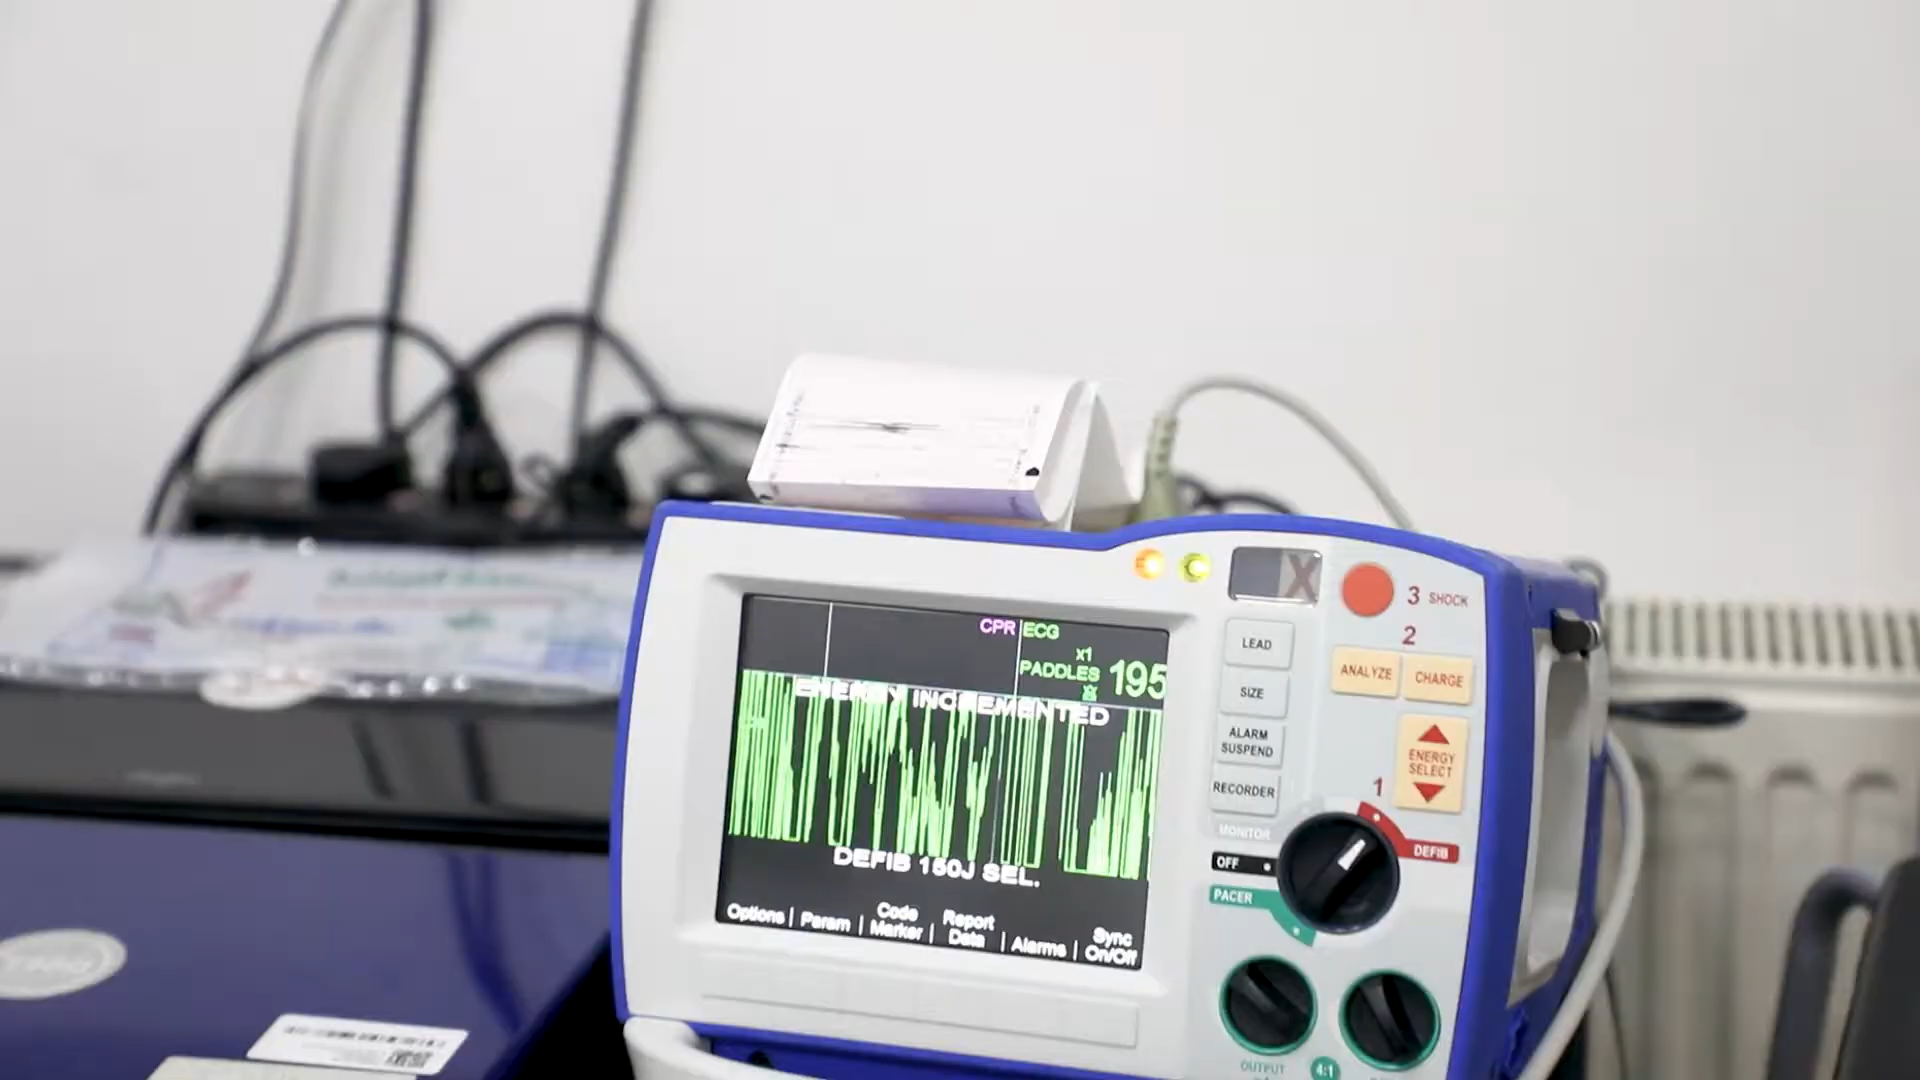 CPR ECG
x1
PADDLES 195
ENERGY INCREMENTED
DEFIB 150J SEL.
Options Param Code Marker Report Data Alarms Sync On/Off
3 SHOCK
2
ANALYZE CHARGE
LEAD
SIZE
ALARM SUSPEND
RECORDER
ENERGY SELECT
1
MONITOR
DEFIB
OFF
PACER
OUTPUT
4:1
X